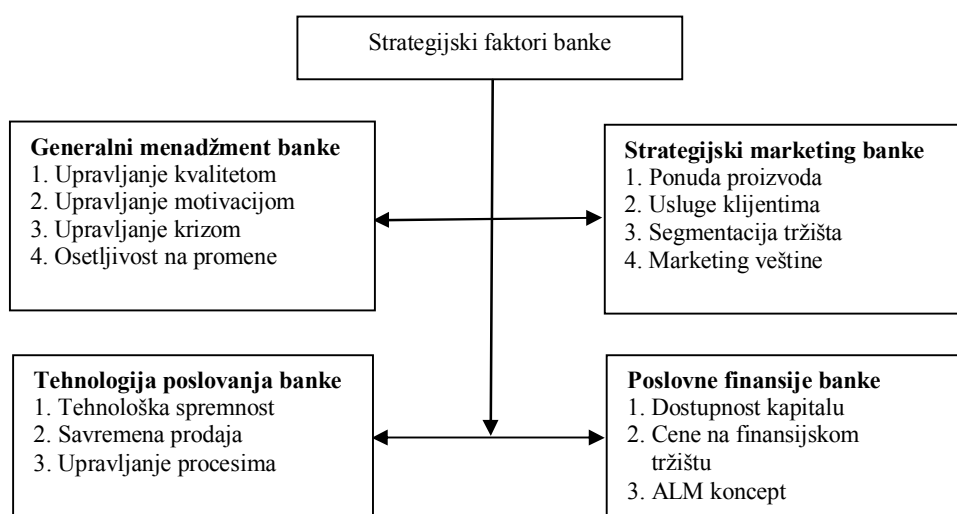 Strategijski faktori banke
Generalni menadžment banke
1. Upravljanje kvalitetom
2. Upravljanje motivacijom
3. Upravljanje krizom
4. Osetljivost na promene
Strategijski marketing banke
1. Ponuda proizvoda
2. Usluge klijentima
3. Segmentacija tržišta
4. Marketing veštine
Tehnologija poslovanja banke
1. Tehnološka spremnost
2. Savremena prodaja
3. Upravljanje procesima
Poslovne finansije banke
1. Dostupnost kapitalu
2. Cene na finansijskom
tržištu
3. ALM koncept